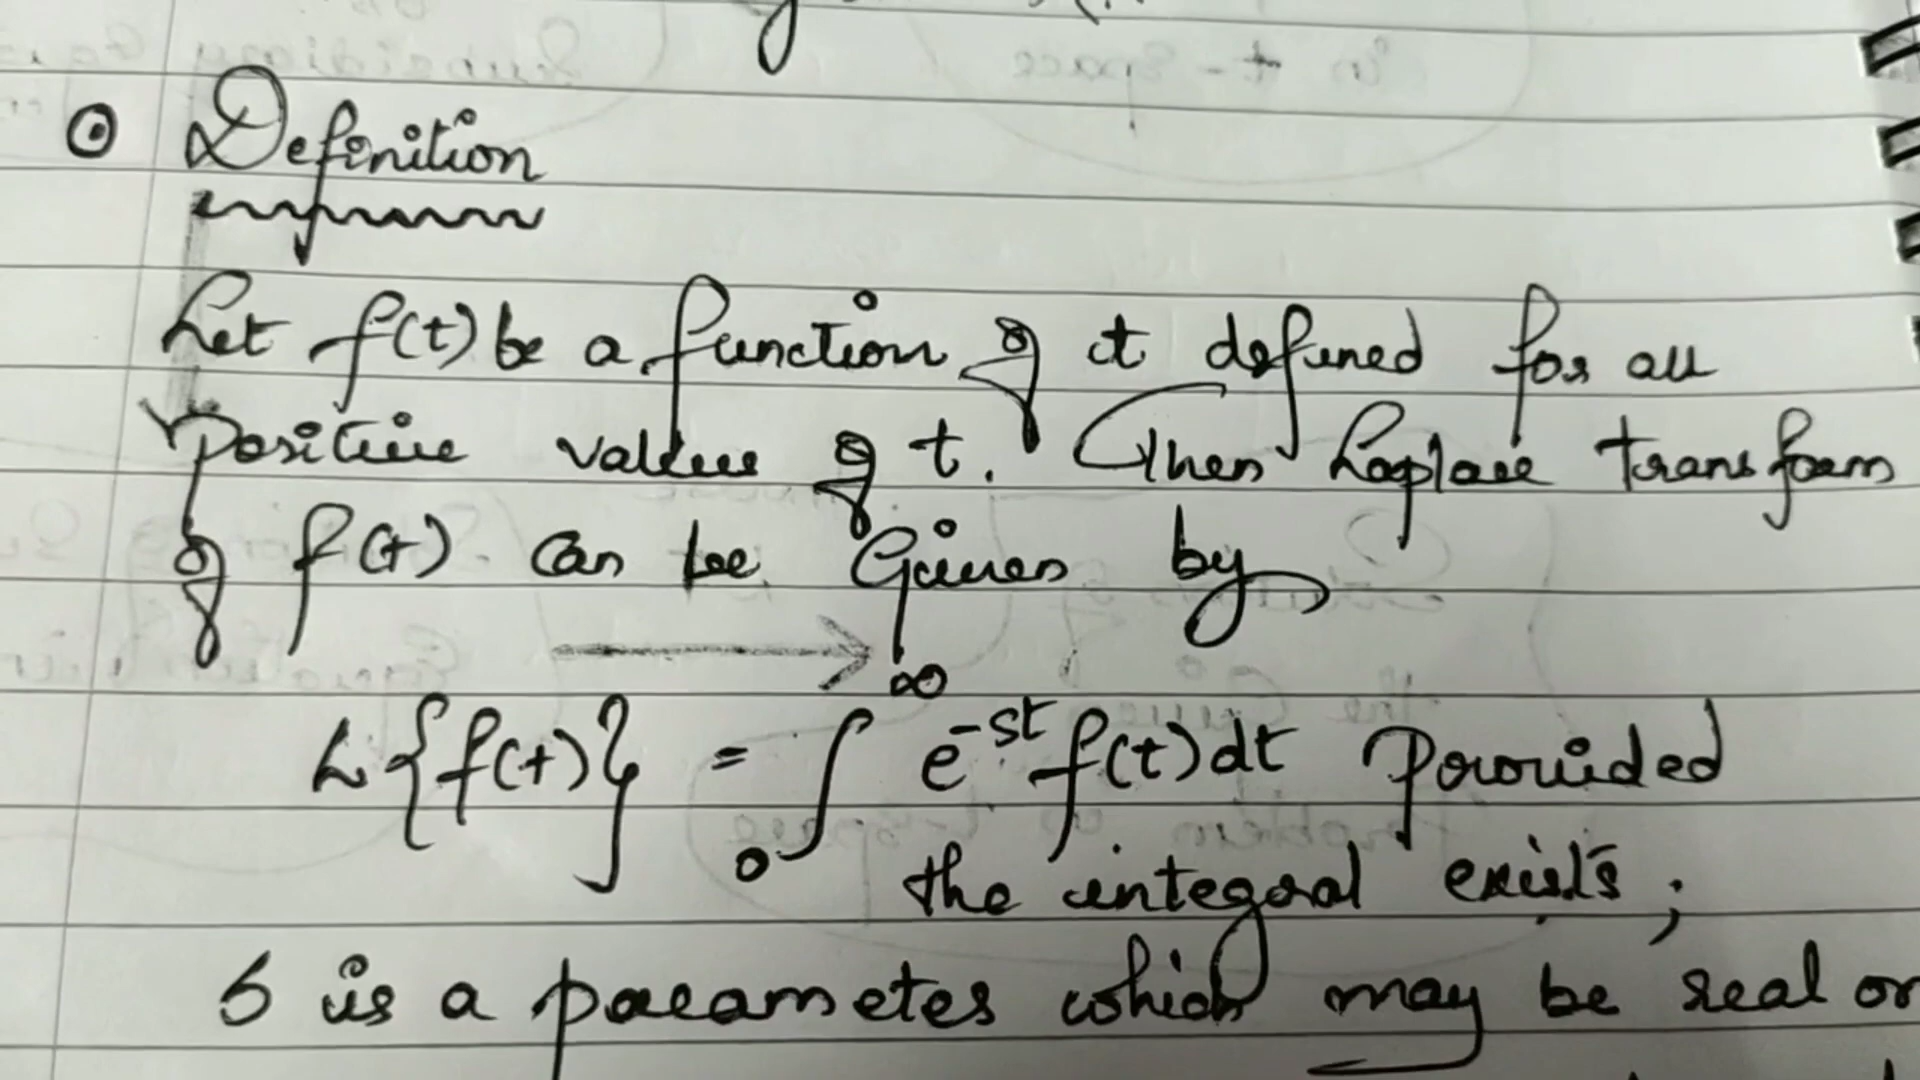 Definition
Let f(t) be a function of t defined for all
positive values of t. Then Laplace transform
of f(t) can be given by
L{f(t)} = ∫₀^∞ e^{-st} f(t) dt provided
the integral exists;
s is a parameter which may be real or